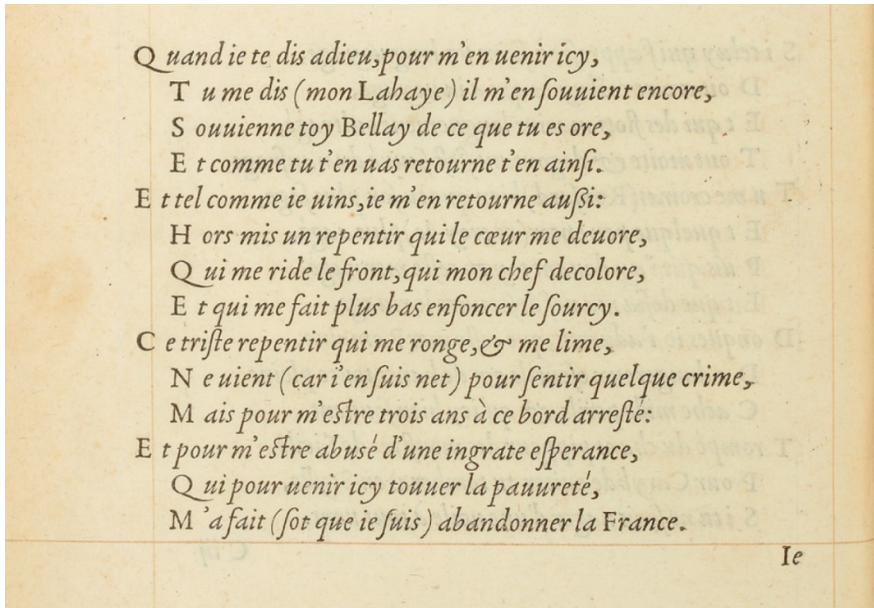 Quand ie te dis adieu, pour m'en uenir icy,
Tu me dis (mon Lahaye) il m'en ſouuient encore,
Souuienne toy Bellay de ce que tu es ore,
Et comme tu t'en uas retourne t'en ainſi.
Et tel comme ie uins, ie m'en retourne außi:
Hors mis un repentir qui le cœur me deuore,
Qui me ride le front, qui mon chef decolore,
Et qui me fait plus bas enfoncer le ſourcy.
Ce triſte repentir qui me ronge, & me lime,
Ne uient (car i'en ſuis net) pour ſentir quelque crime,
Mais pour m'eſtre trois ans à ce bord arreſté:
Et pour m'eſtre abusé d'une ingrate eſperance,
Qui pour uenir icy touuer la pauureté,
M'a fait (ſot que ie ſuis) abandonner la France.
Ie